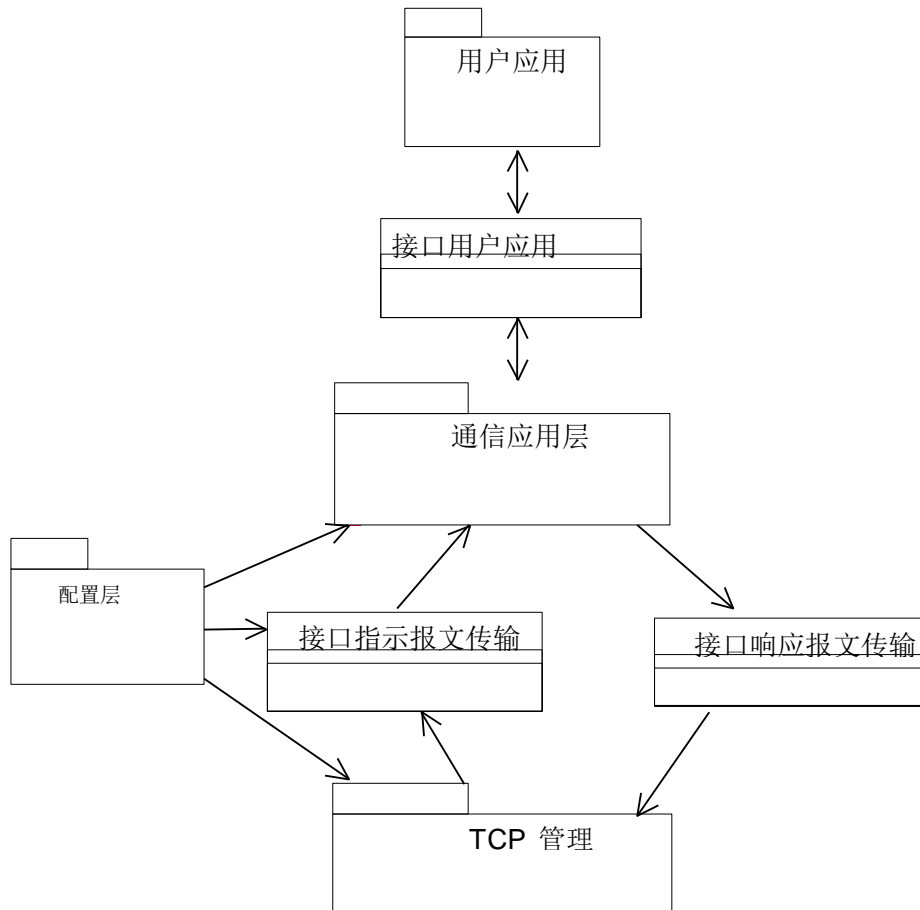 用户应用
接口用户应用
通信应用层
配置层
接口指示报文传输
接口响应报文传输
TCP 管理